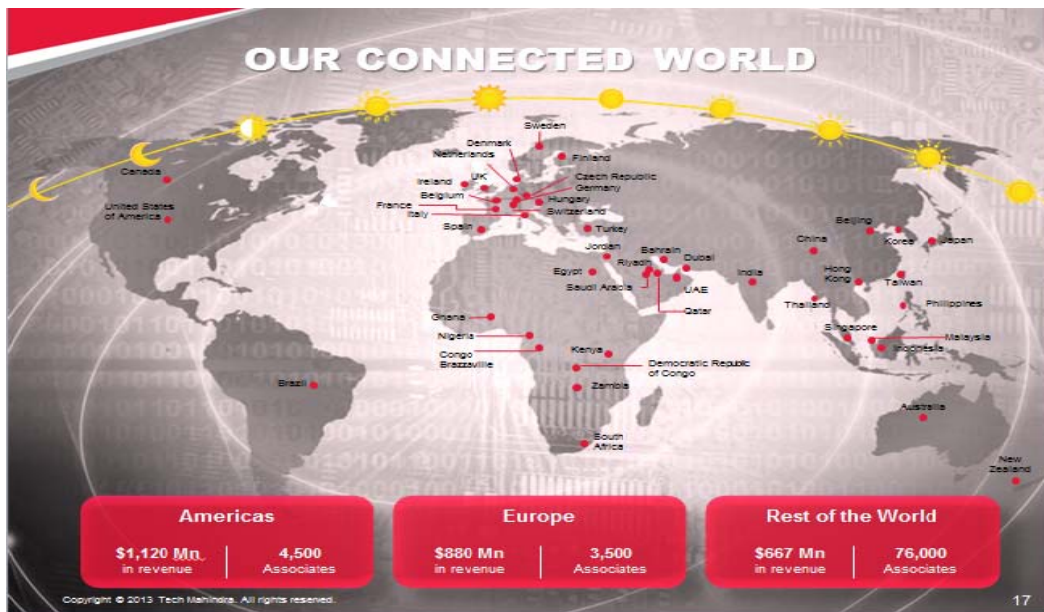 OUR CONNECTED WORLD
Sweden
Denmark
Netherlands
Finland
Canada
Ireland
UK
Czech Republic
Germany
Belgium
Hungary
France
Switzerland
Italy
United States
of America
Spain
Turkey
Beijing
Korea
Japan
China
Jordan
Bahrain
Riyadh
Dubai
Egypt
India
Hong
Kong
Saudi Arabia
UAE
Taiwan
Qatar
Thailand
Philippines
Ghana
Singapore
Nigeria
Malaysia
Congo
Brazzaville
Kenya
Indonesia
Democratic Republic
of Congo
Brazil
Zambia
Australia
South
Africa
New
Zealand
Americas
$1,120 Mn
in revenue
4,500
Associates
Europe
$880 Mn
in revenue
3,500
Associates
Rest of the World
$667 Mn
in revenue
76,000
Associates
Copyright © 2013 Tech Mahindra. All rights reserved.
17